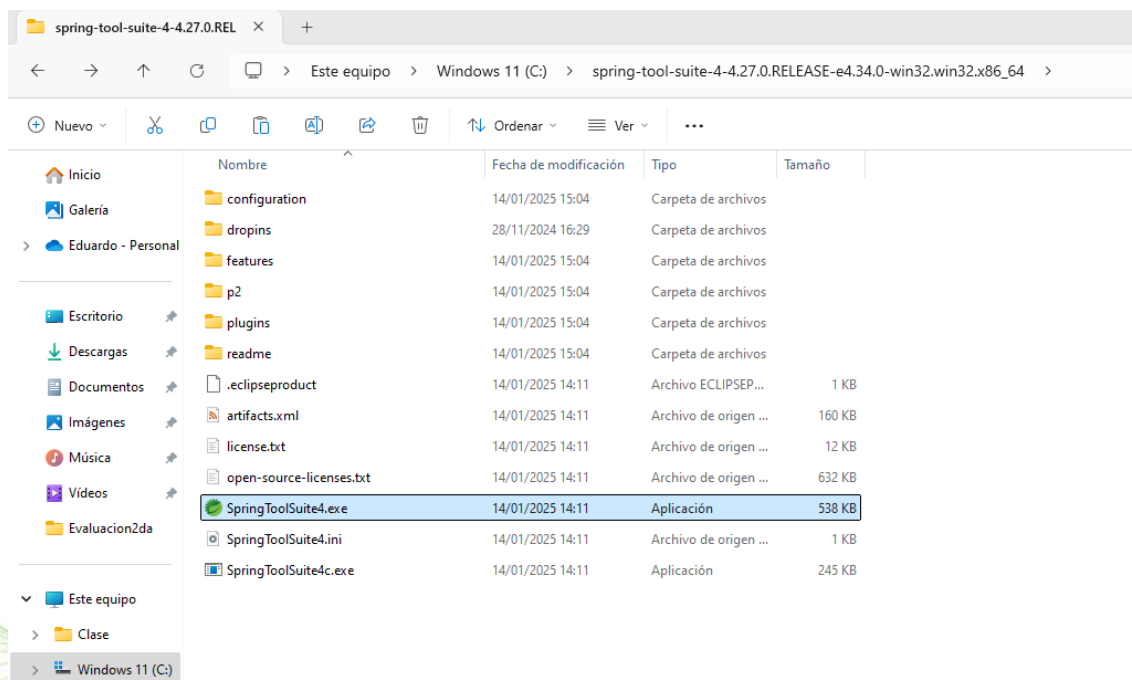 spring-tool-suite-4-4.27.0.REL
Este equipo > Windows 11 (C:) > spring-tool-suite-4-4.27.0.RELEASE-e4.34.0-win32.win32.x86_64 >
Nuevo Ordenar Ver ...
Inicio
Galería
Eduardo - Personal
Escritorio
Descargas
Documentos
Imágenes
Música
Vídeos
Evaluacion2da
Este equipo
Clase
Windows 11 (C:)
Nombre Fecha de modificación Tipo Tamaño
configuration 14/01/2025 15:04 Carpeta de archivos
dropins 28/11/2024 16:29 Carpeta de archivos
features 14/01/2025 15:04 Carpeta de archivos
p2 14/01/2025 15:04 Carpeta de archivos
plugins 14/01/2025 15:04 Carpeta de archivos
readme 14/01/2025 15:04 Carpeta de archivos
.eclipseproduct 14/01/2025 14:11 Archivo ECLIPSEP... 1 KB
artifacts.xml 14/01/2025 14:11 Archivo de origen ... 160 KB
license.txt 14/01/2025 14:11 Archivo de origen ... 12 KB
open-source-licenses.txt 14/01/2025 14:11 Archivo de origen ... 632 KB
SpringToolSuite4.exe 14/01/2025 14:11 Aplicación 538 KB
SpringToolSuite4.ini 14/01/2025 14:11 Archivo de origen ... 1 KB
SpringToolSuite4c.exe 14/01/2025 14:11 Aplicación 245 KB